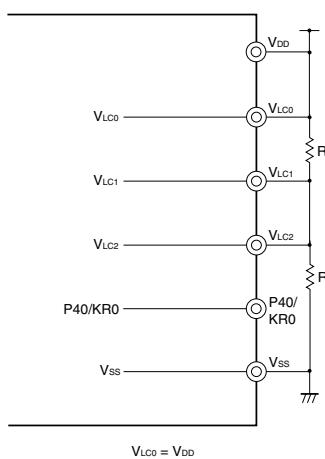 VDD
VLC0 VLC0
R
VLC1 VLC1
VLC2 VLC2
R
P40/KR0 P40/
KR0
VSS VSS
VLC0 = VDD